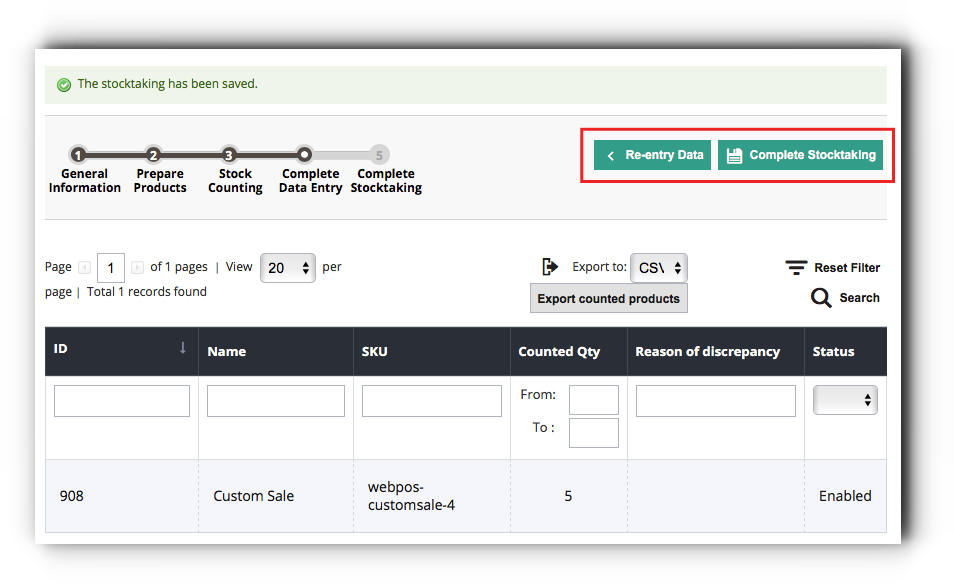 The stocktaking has been saved.
1 2 3 5
General Information
Prepare Products
Stock Counting
Complete Data Entry
Complete Stocktaking
Re-entry Data
Complete Stocktaking
Page 1 of 1 pages | View 20 per
page | Total 1 records found
Export to: CSV
Export counted products
Reset Filter
Search
ID Name SKU Counted Qty Reason of discrepancy Status
From:
To :
908 Custom Sale webpos-
customsale-4 5 Enabled